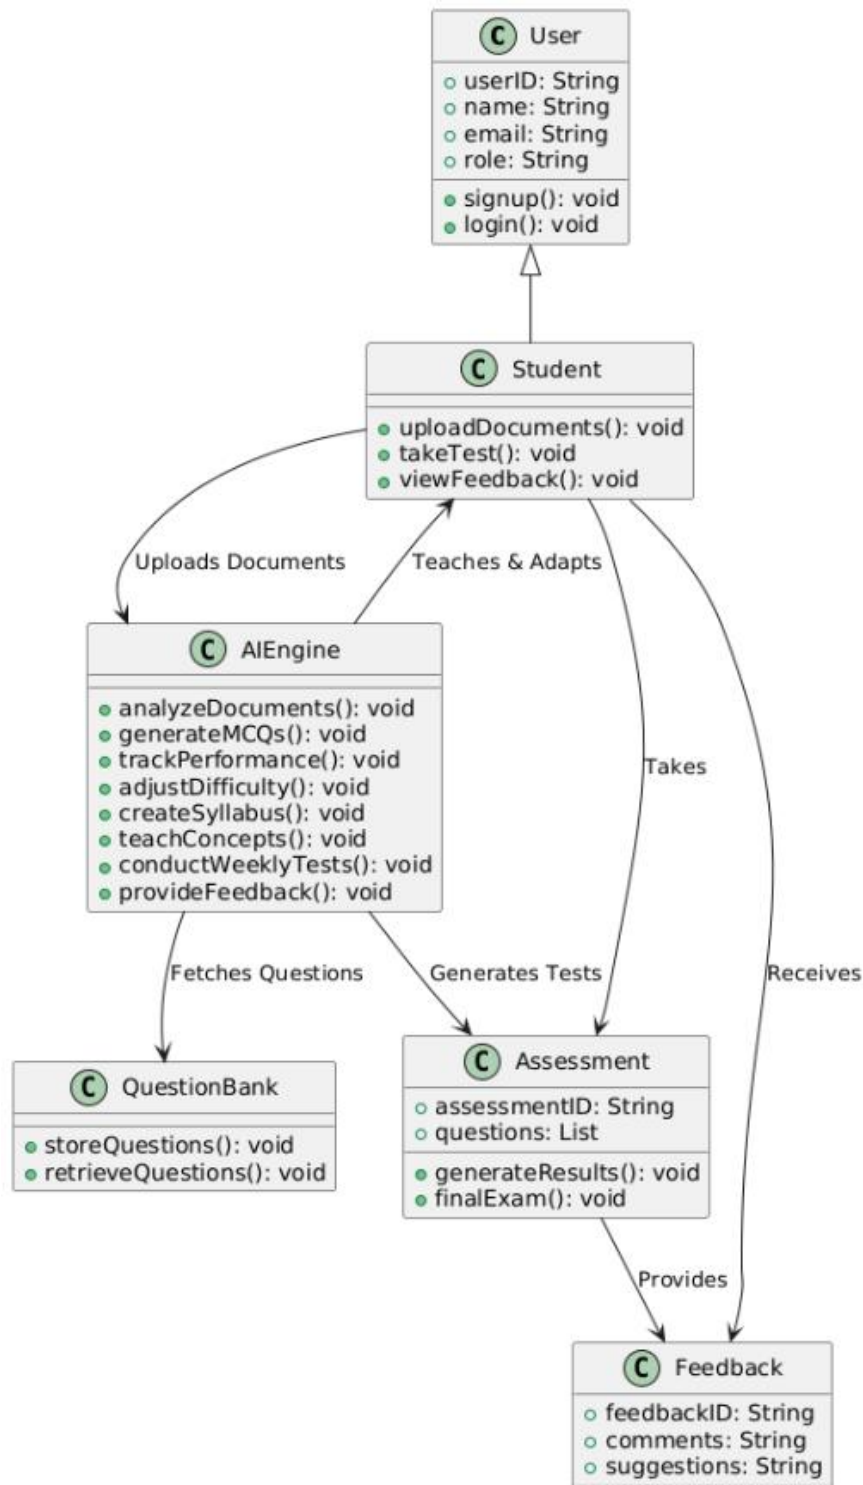 C User
userID: String
name: String
email: String
role: String
signup(): void
login(): void
C Student
uploadDocuments(): void
takeTest(): void
viewFeedback(): void
Uploads Documents
Teaches & Adapts
C AIEngine
analyzeDocuments(): void
generateMCQs(): void
trackPerformance(): void
adjustDifficulty(): void
createSyllabus(): void
teachConcepts(): void
conductWeeklyTests(): void
provideFeedback(): void
Takes
Fetches Questions
Generates Tests
Receives
C QuestionBank
storeQuestions(): void
retrieveQuestions(): void
C Assessment
assessmentID: String
questions: List
generateResults(): void
finalExam(): void
Provides
C Feedback
feedbackID: String
comments: String
suggestions: String